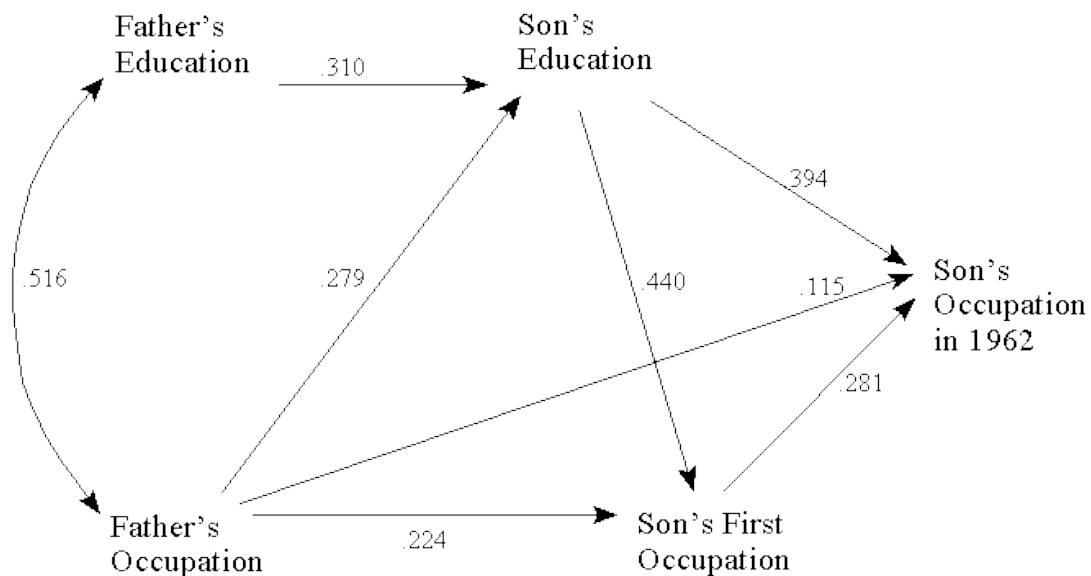 Father's
Education
Son's
Education
.310
.394
.516
.279
.440
.115
Son's
Occupation
in 1962
.281
Father's
Occupation
.224
Son's First
Occupation